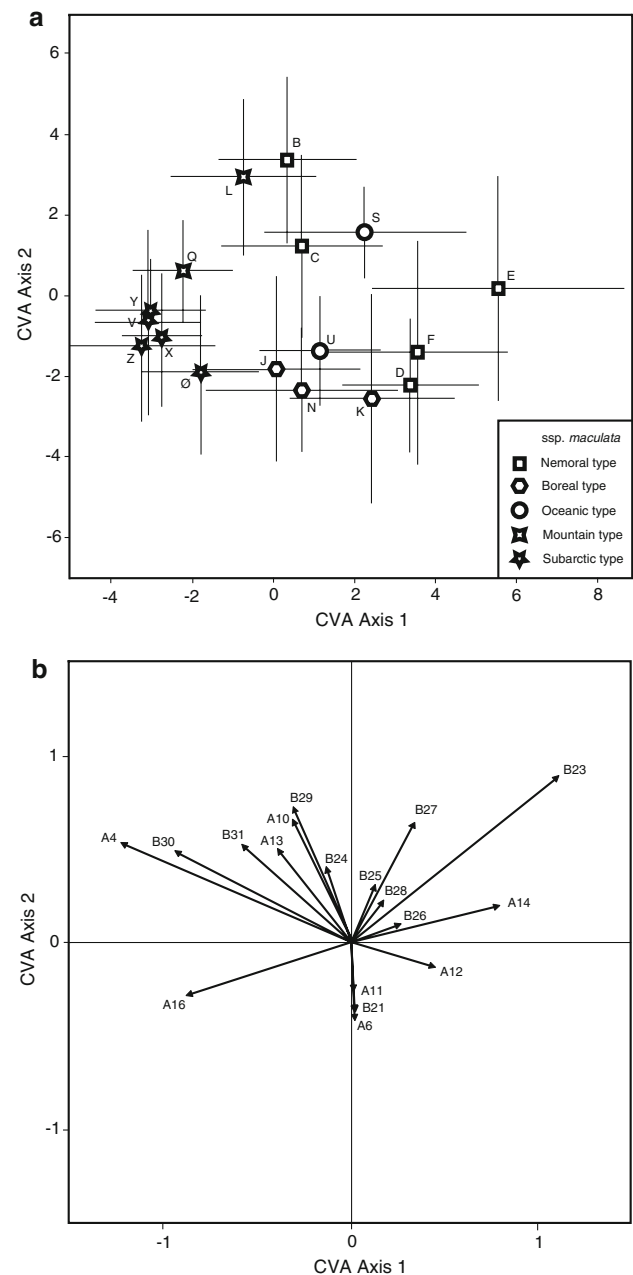 a
6
4
2
0
-2
-4
-6
CVA Axis 2
B
L
S
C
Q
E
Y
V
Z
X
Ø
J
U
N
K
F
D
ssp. maculata
Nemoral type
Boreal type
Oceanic type
Mountain type
Subarctic type
-4 -2 0 2 4 6 8
CVA Axis 1
b
1
0
-1
CVA Axis 2
B23
B29
B27
A10
A4
B30
B31
A13
B24
B25
B28
A14
B26
A12
A16
A11
B21
A6
-1 0 1
CVA Axis 1